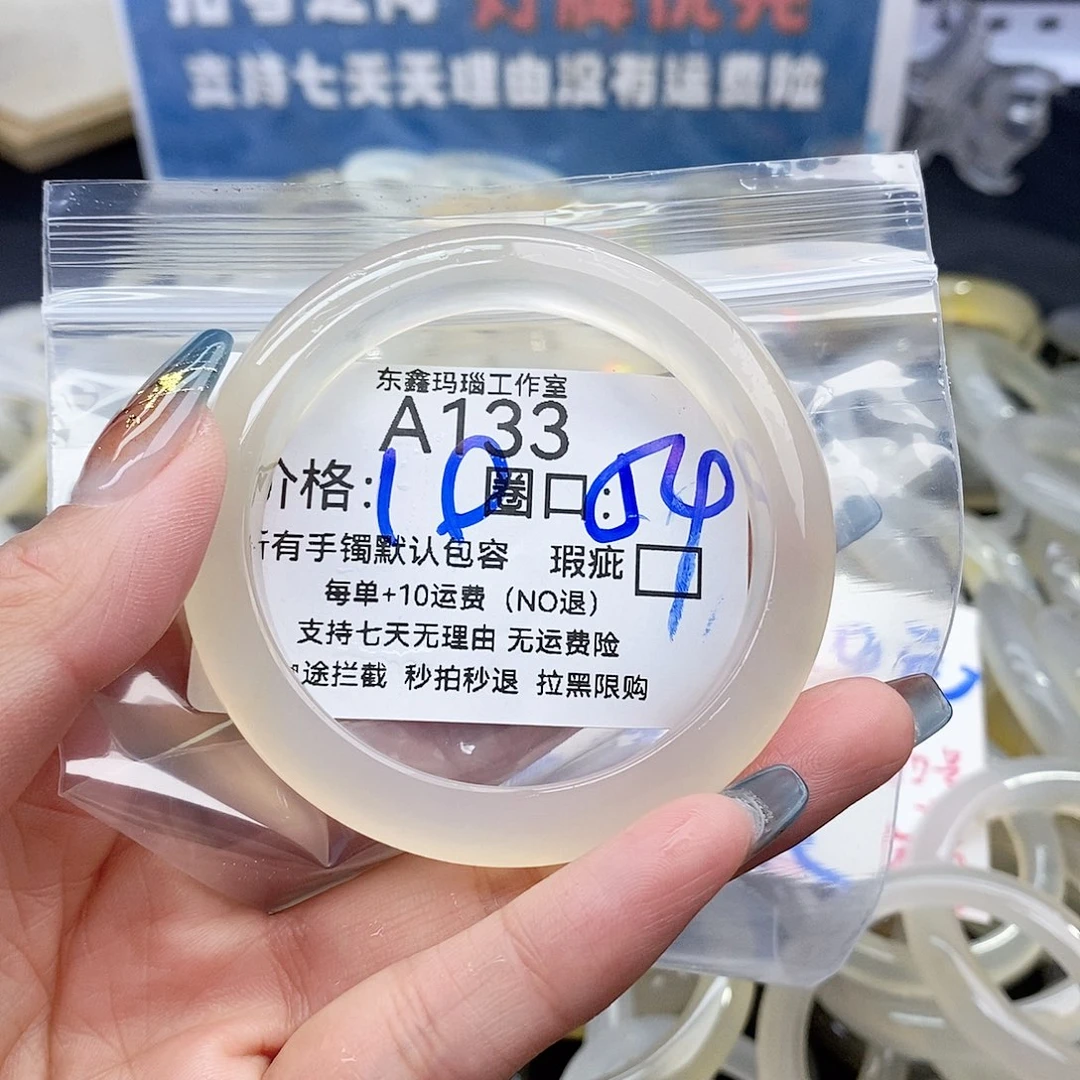 支持七天无理由没有运费险
东鑫玛瑙工作室
A133
价格:10 圈口:54
所有手镯默认包容 瑕疵
每单+10运费（NO退）
支持七天无理由 无运费险
途拦截 秒拍秒退 拉黑限购